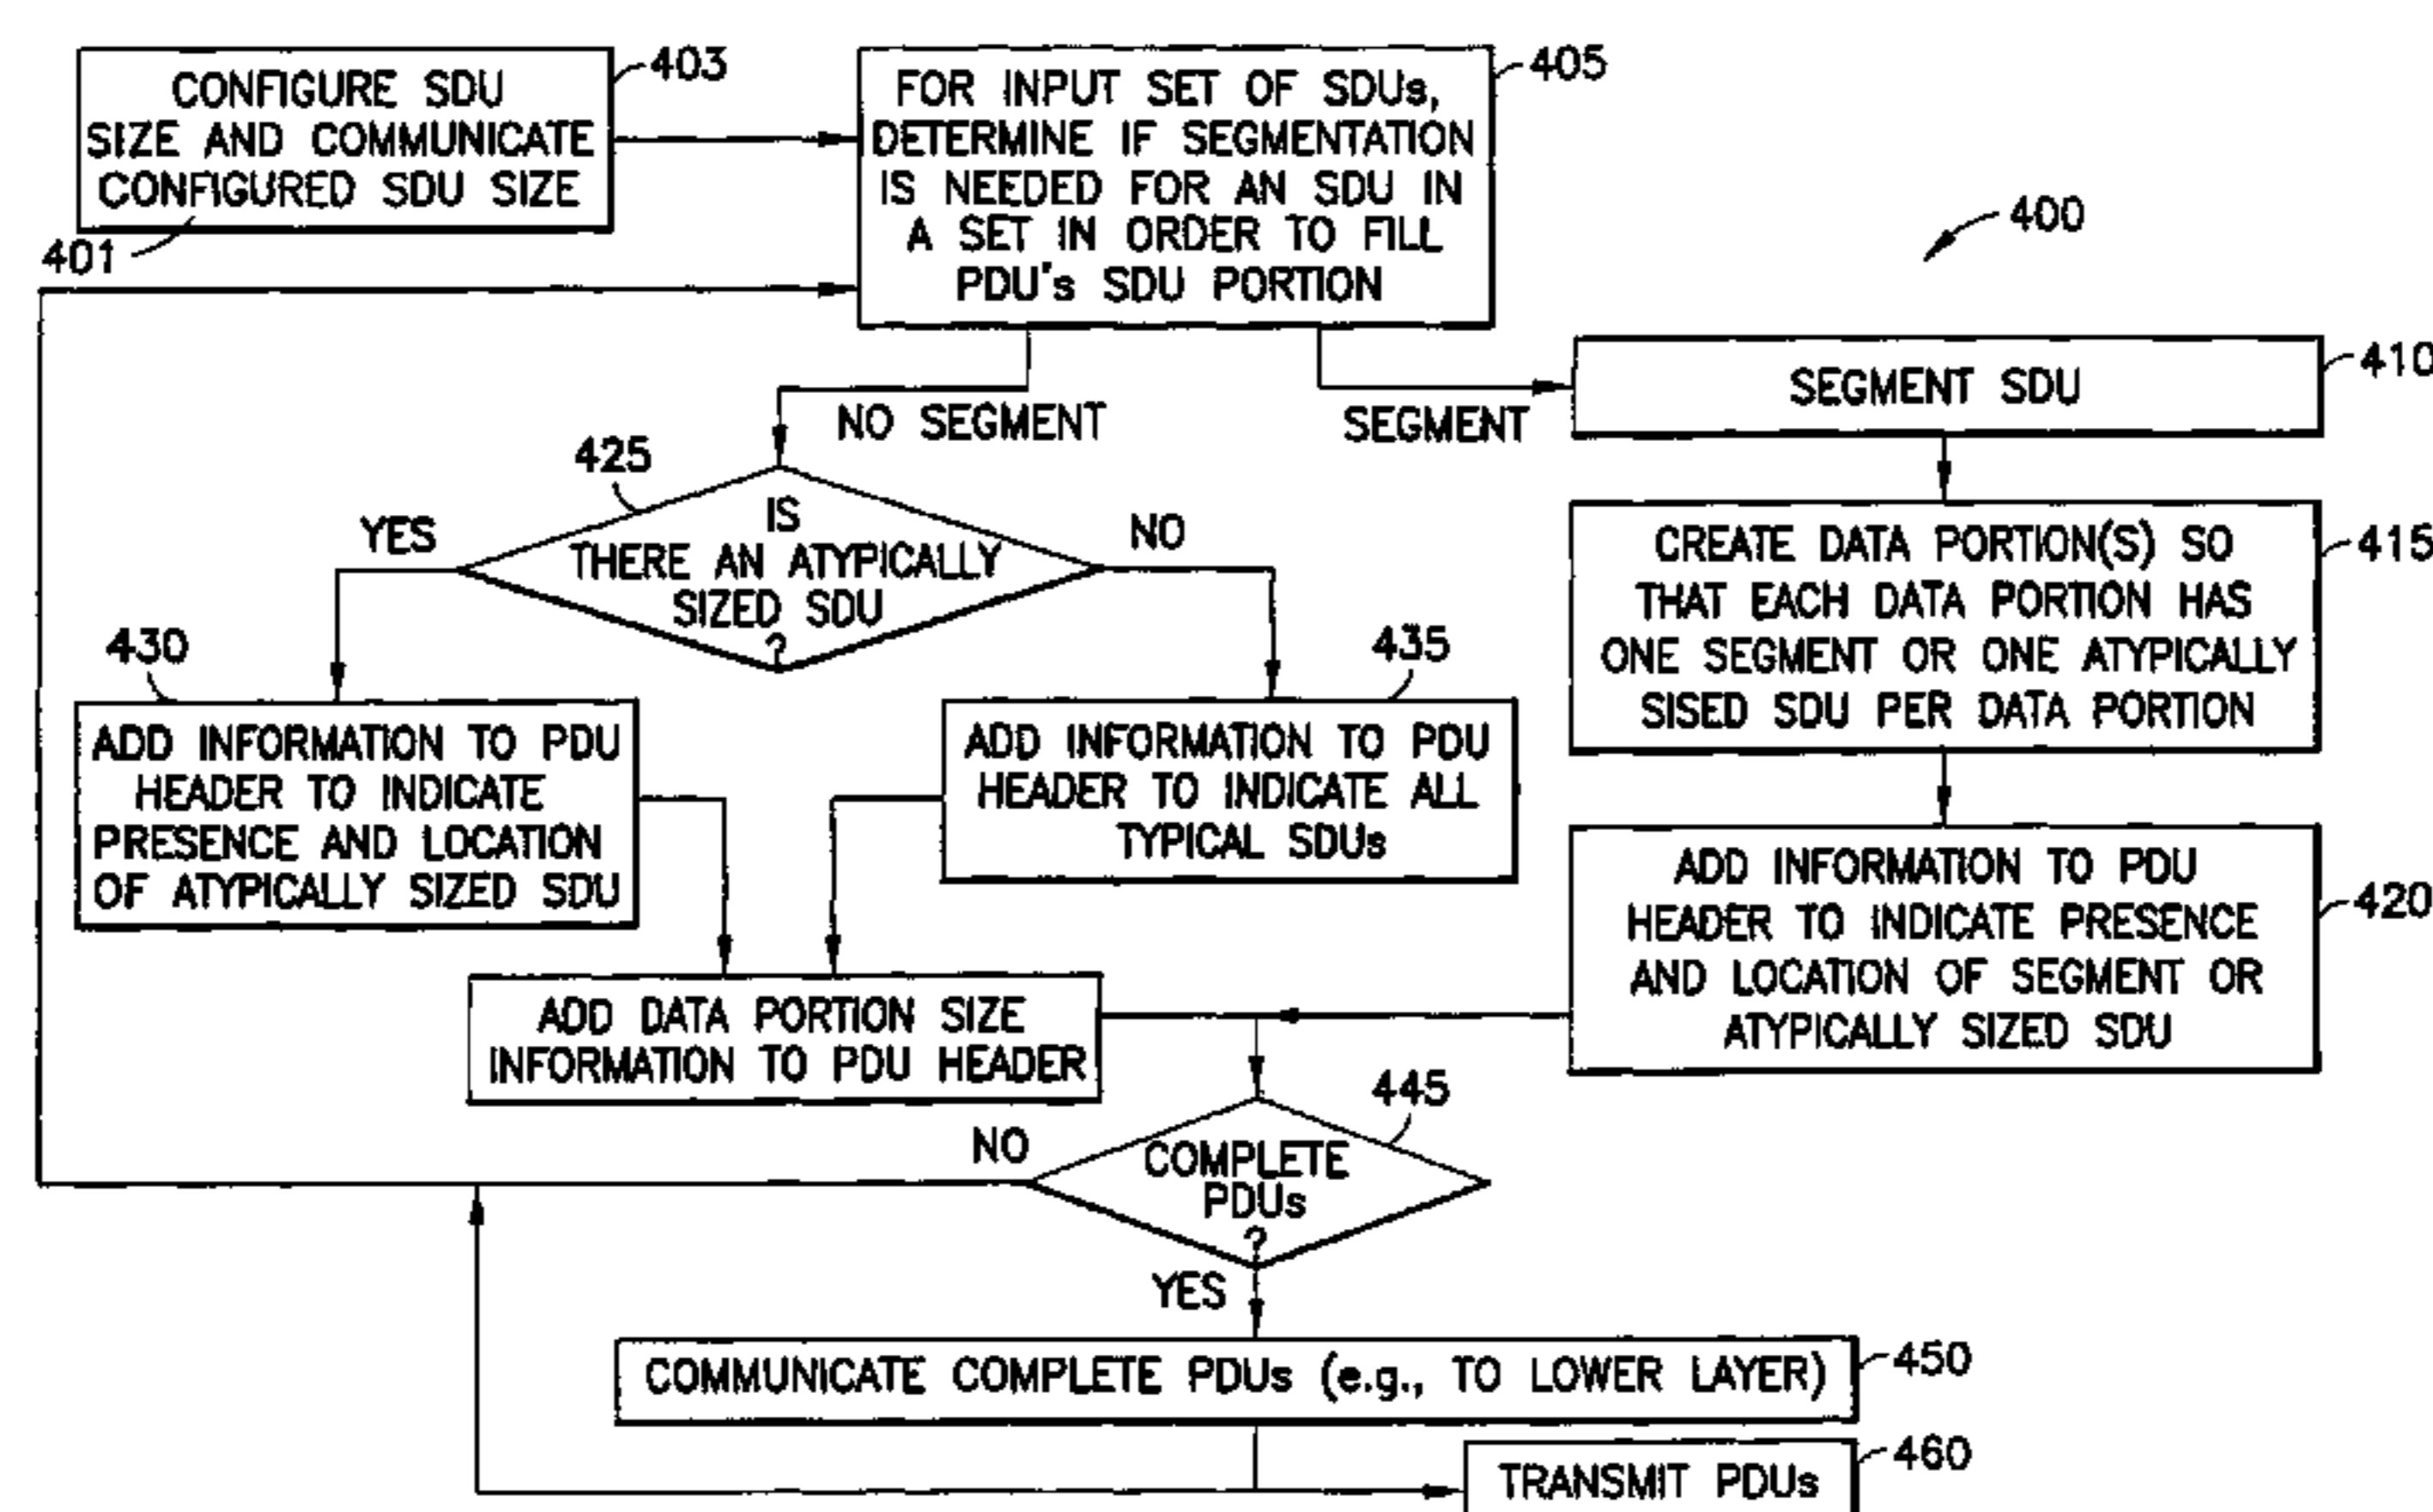 CONFIGURE SDU
SIZE AND COMMUNICATE
CONFIGURED SDU SIZE
403
401
FOR INPUT SET OF SDUs,
DETERMINE IF SEGMENTATION
IS NEEDED FOR AN SDU IN
A SET IN ORDER TO FILL
PDU's SDU PORTION
405
400
NO SEGMENT
SEGMENT
SEGMENT SDU
410
425
IS
THERE AN ATYPICALLY
SIZED SDU
?
YES
NO
CREATE DATA PORTION(S) SO
THAT EACH DATA PORTION HAS
ONE SEGMENT OR ONE ATYPICALLY
SISED SDU PER DATA PORTION
415
430
ADD INFORMATION TO PDU
HEADER TO INDICATE
PRESENCE AND LOCATION
OF ATYPICALLY SIZED SDU
435
ADD INFORMATION TO PDU
HEADER TO INDICATE ALL
TYPICAL SDUs
ADD INFORMATION TO PDU
HEADER TO INDICATE PRESENCE
AND LOCATION OF SEGMENT OR
ATYPICALLY SIZED SDU
420
ADD DATA PORTION SIZE
INFORMATION TO PDU HEADER
445
COMPLETE
PDUs
?
NO
YES
COMMUNICATE COMPLETE PDUs (e.g., TO LOWER LAYER)
450
TRANSMIT PDUs
460